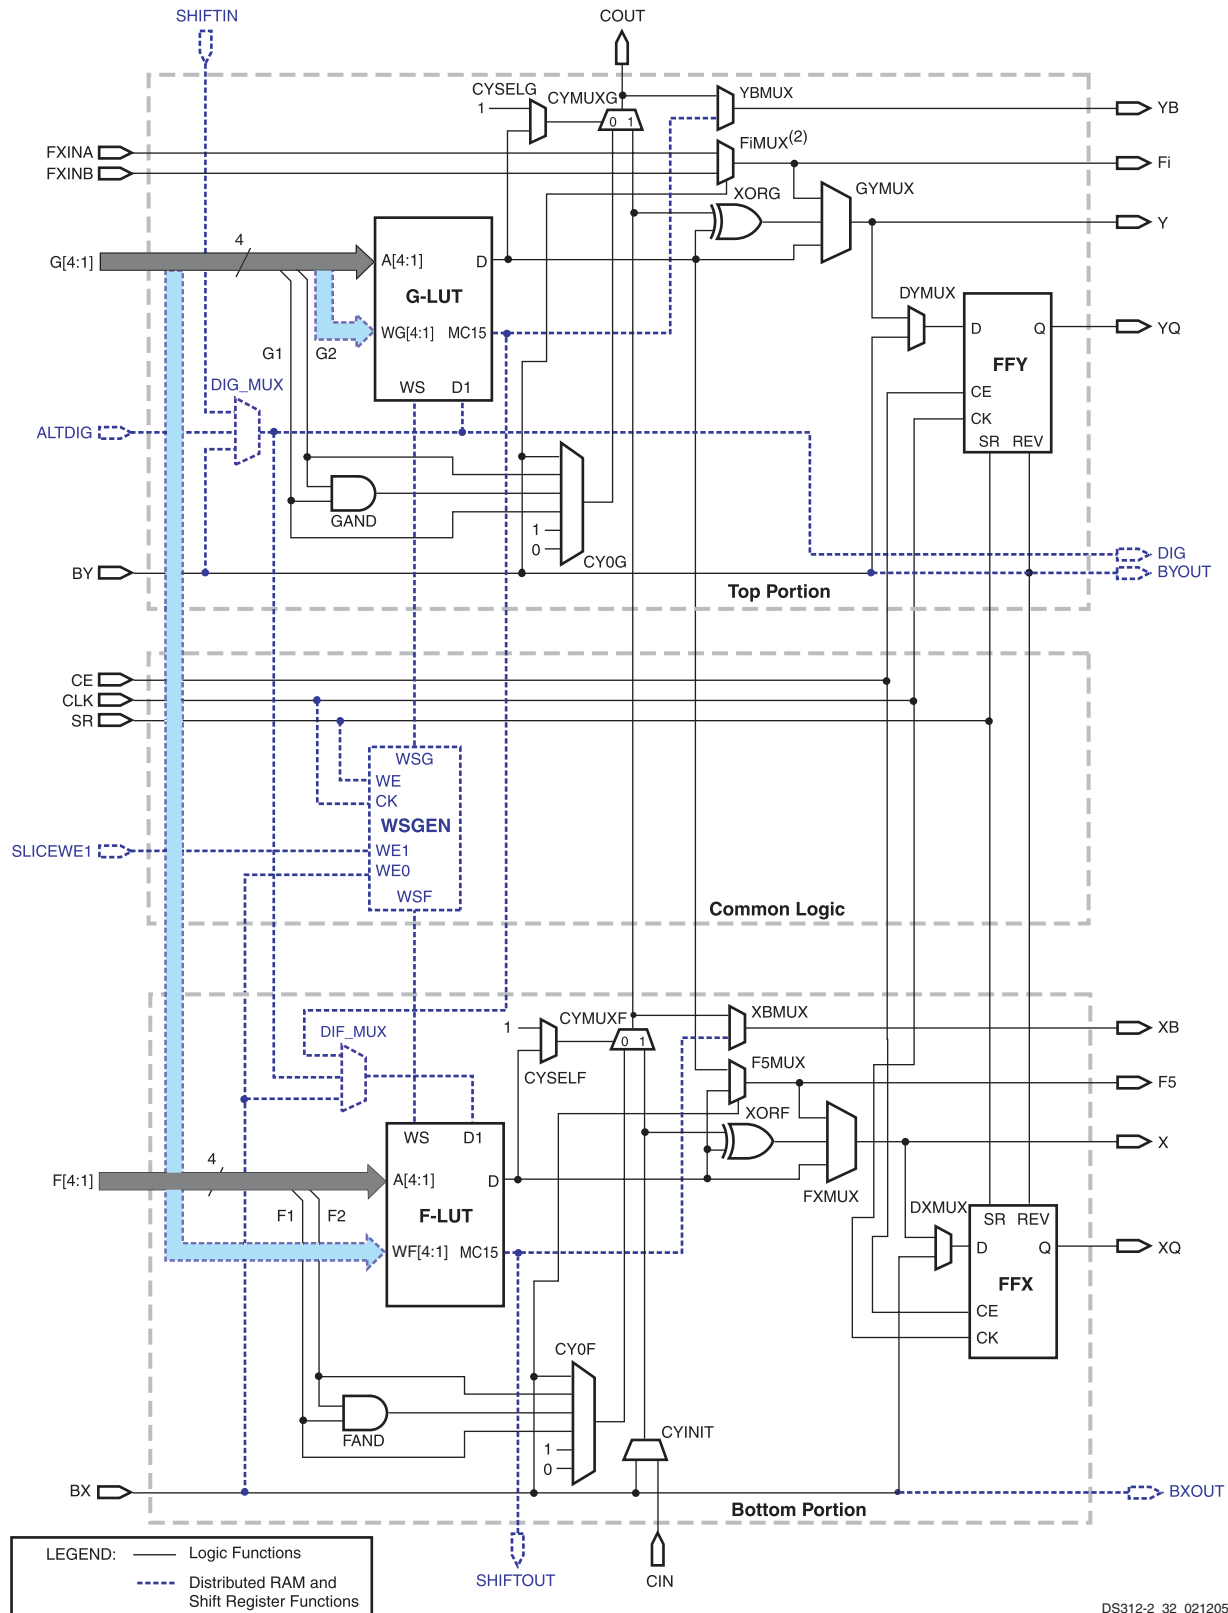 SHIFTIN
COUT
CYSELG
1
CYMUXG
0 1
YBMUX
YB
FXINA
FXINB
FiMUX(2)
Fi
XORG
GYMUX
Y
G[4:1]
4
A[4:1]
D
G-LUT
WG[4:1]
MC15
WS
D1
G1
G2
DYMUX
D
Q
YQ
FFY
CE
CK
SR
REV
DIG_MUX
ALTDIG
GAND
1
0
CY0G
DIG
BY
BYOUT
Top Portion
CE
CLK
SR
WSG
WE
CK
WSGEN
SLICEWE1
WE1
WE0
WSF
Common Logic
1
CYMUXF
0 1
XBMUX
XB
DIF_MUX
CYSELF
F5MUX
F5
XORF
X
WS
D1
F[4:1]
4
A[4:1]
D
FXMUX
F-LUT
F1
F2
WF[4:1]
MC15
DXMUX
SR
REV
D
Q
XQ
FFX
CE
CK
CY0F
FAND
1
0
CYINIT
BX
BXOUT
Bottom Portion
SHIFTOUT
CIN
LEGEND:
Logic Functions
Distributed RAM and
Shift Register Functions
DS312-2_32_021205